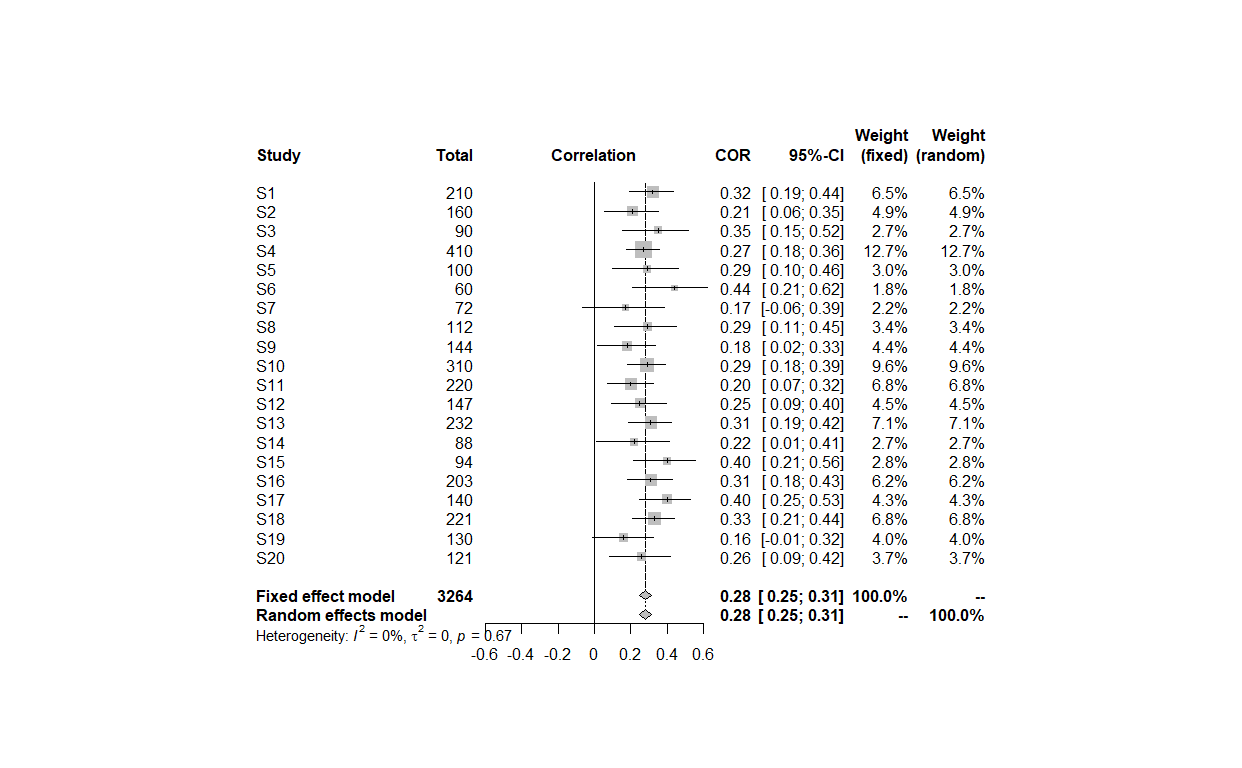 Weight Weight
Study Total Correlation COR 95%-CI (fixed) (random)
S1 210 0.32 [ 0.19; 0.44] 6.5% 6.5%
S2 160 0.21 [ 0.06; 0.35] 4.9% 4.9%
S3 90 0.35 [ 0.15; 0.52] 2.7% 2.7%
S4 410 0.27 [ 0.18; 0.36] 12.7% 12.7%
S5 100 0.29 [ 0.10; 0.46] 3.0% 3.0%
S6 60 0.44 [ 0.21; 0.62] 1.8% 1.8%
S7 72 0.17 [-0.06; 0.39] 2.2% 2.2%
S8 112 0.29 [ 0.11; 0.45] 3.4% 3.4%
S9 144 0.18 [ 0.02; 0.33] 4.4% 4.4%
S10 310 0.29 [ 0.18; 0.39] 9.6% 9.6%
S11 220 0.20 [ 0.07; 0.32] 6.8% 6.8%
S12 147 0.25 [ 0.09; 0.40] 4.5% 4.5%
S13 232 0.31 [ 0.19; 0.42] 7.1% 7.1%
S14 88 0.22 [ 0.01; 0.41] 2.7% 2.7%
S15 94 0.40 [ 0.21; 0.56] 2.8% 2.8%
S16 203 0.31 [ 0.18; 0.43] 6.2% 6.2%
S17 140 0.40 [ 0.25; 0.53] 4.3% 4.3%
S18 221 0.33 [ 0.21; 0.44] 6.8% 6.8%
S19 130 0.16 [-0.01; 0.32] 4.0% 4.0%
S20 121 0.26 [ 0.09; 0.42] 3.7% 3.7%
Fixed effect model 3264 0.28 [ 0.25; 0.31] 100.0% --
Random effects model 0.28 [ 0.25; 0.31] -- 100.0%
Heterogeneity: I² = 0%, τ² = 0, p = 0.67
-0.6 -0.4 -0.2 0 0.2 0.4 0.6